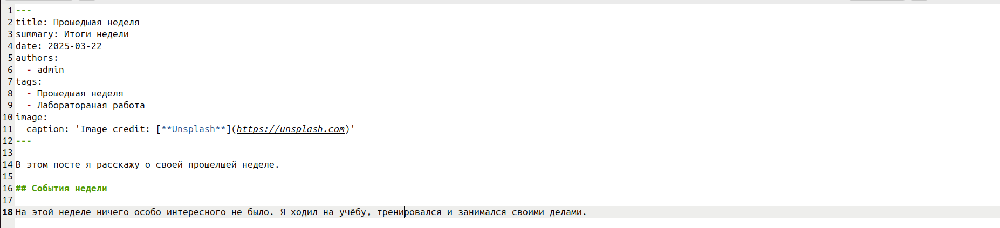 1 ---
2 title: Прошедшая неделя
3 summary: Итоги недели
4 date: 2025-03-22
5 authors:
6   - admin
7 tags:
8   - Прошедшая неделя
9   - Лаборатораная работа
10 image:
11   caption: 'Image credit: [**Unsplash**](https://unsplash.com)'
12 ---
13
14 В этом посте я расскажу о своей прошелшей неделе.
15
16 ## События недели
17
18 На этой неделе ничего особо интересного не было. Я ходил на учёбу, тренировался и занимался своими делами.